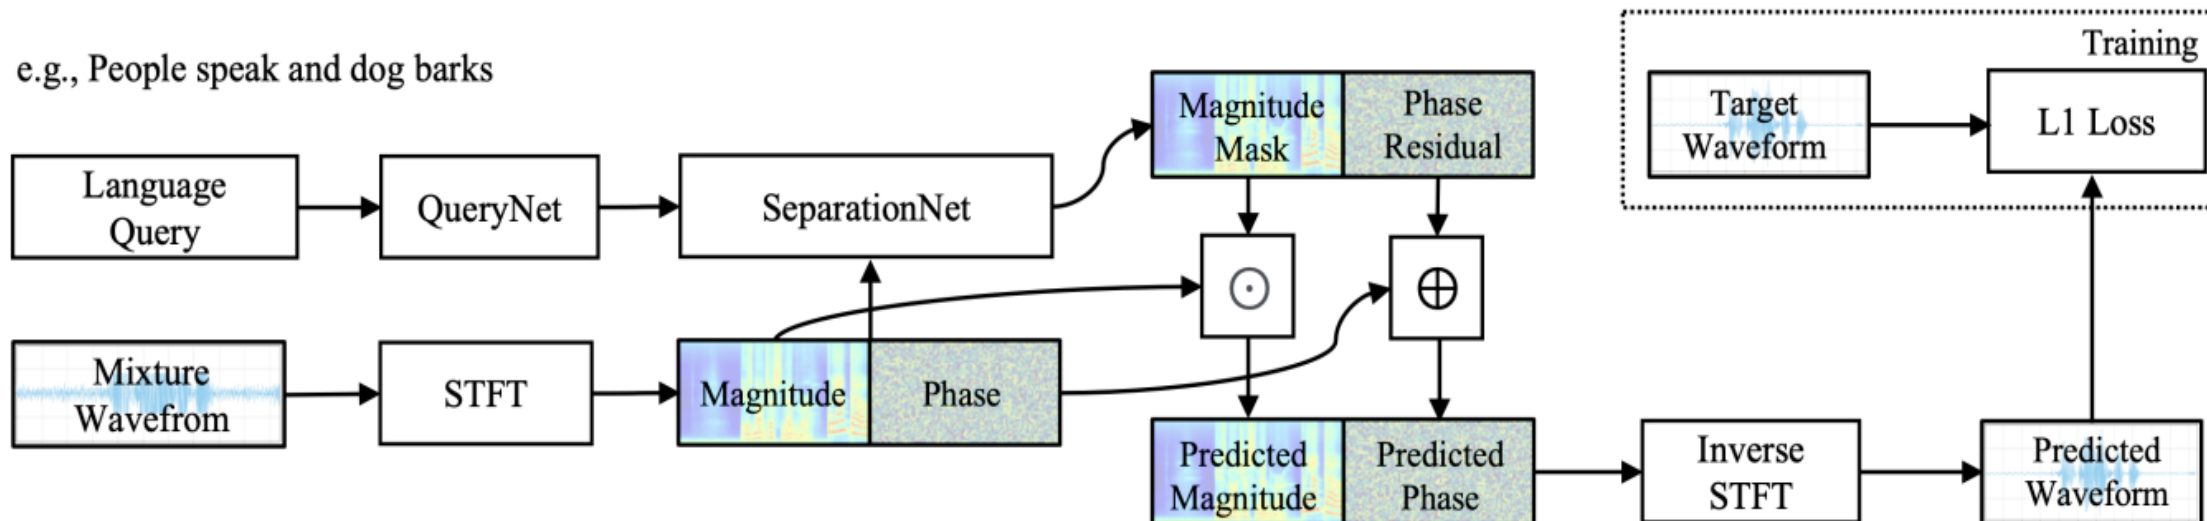 e.g., People speak and dog barks
Language
Query
QueryNet
SeparationNet
Magnitude
Mask
Phase
Residual
Training
Target
Waveform
L1 Loss
Mixture
Wavefrom
STFT
Magnitude
Phase
Predicted
Magnitude
Predicted
Phase
Inverse
STFT
Predicted
Waveform